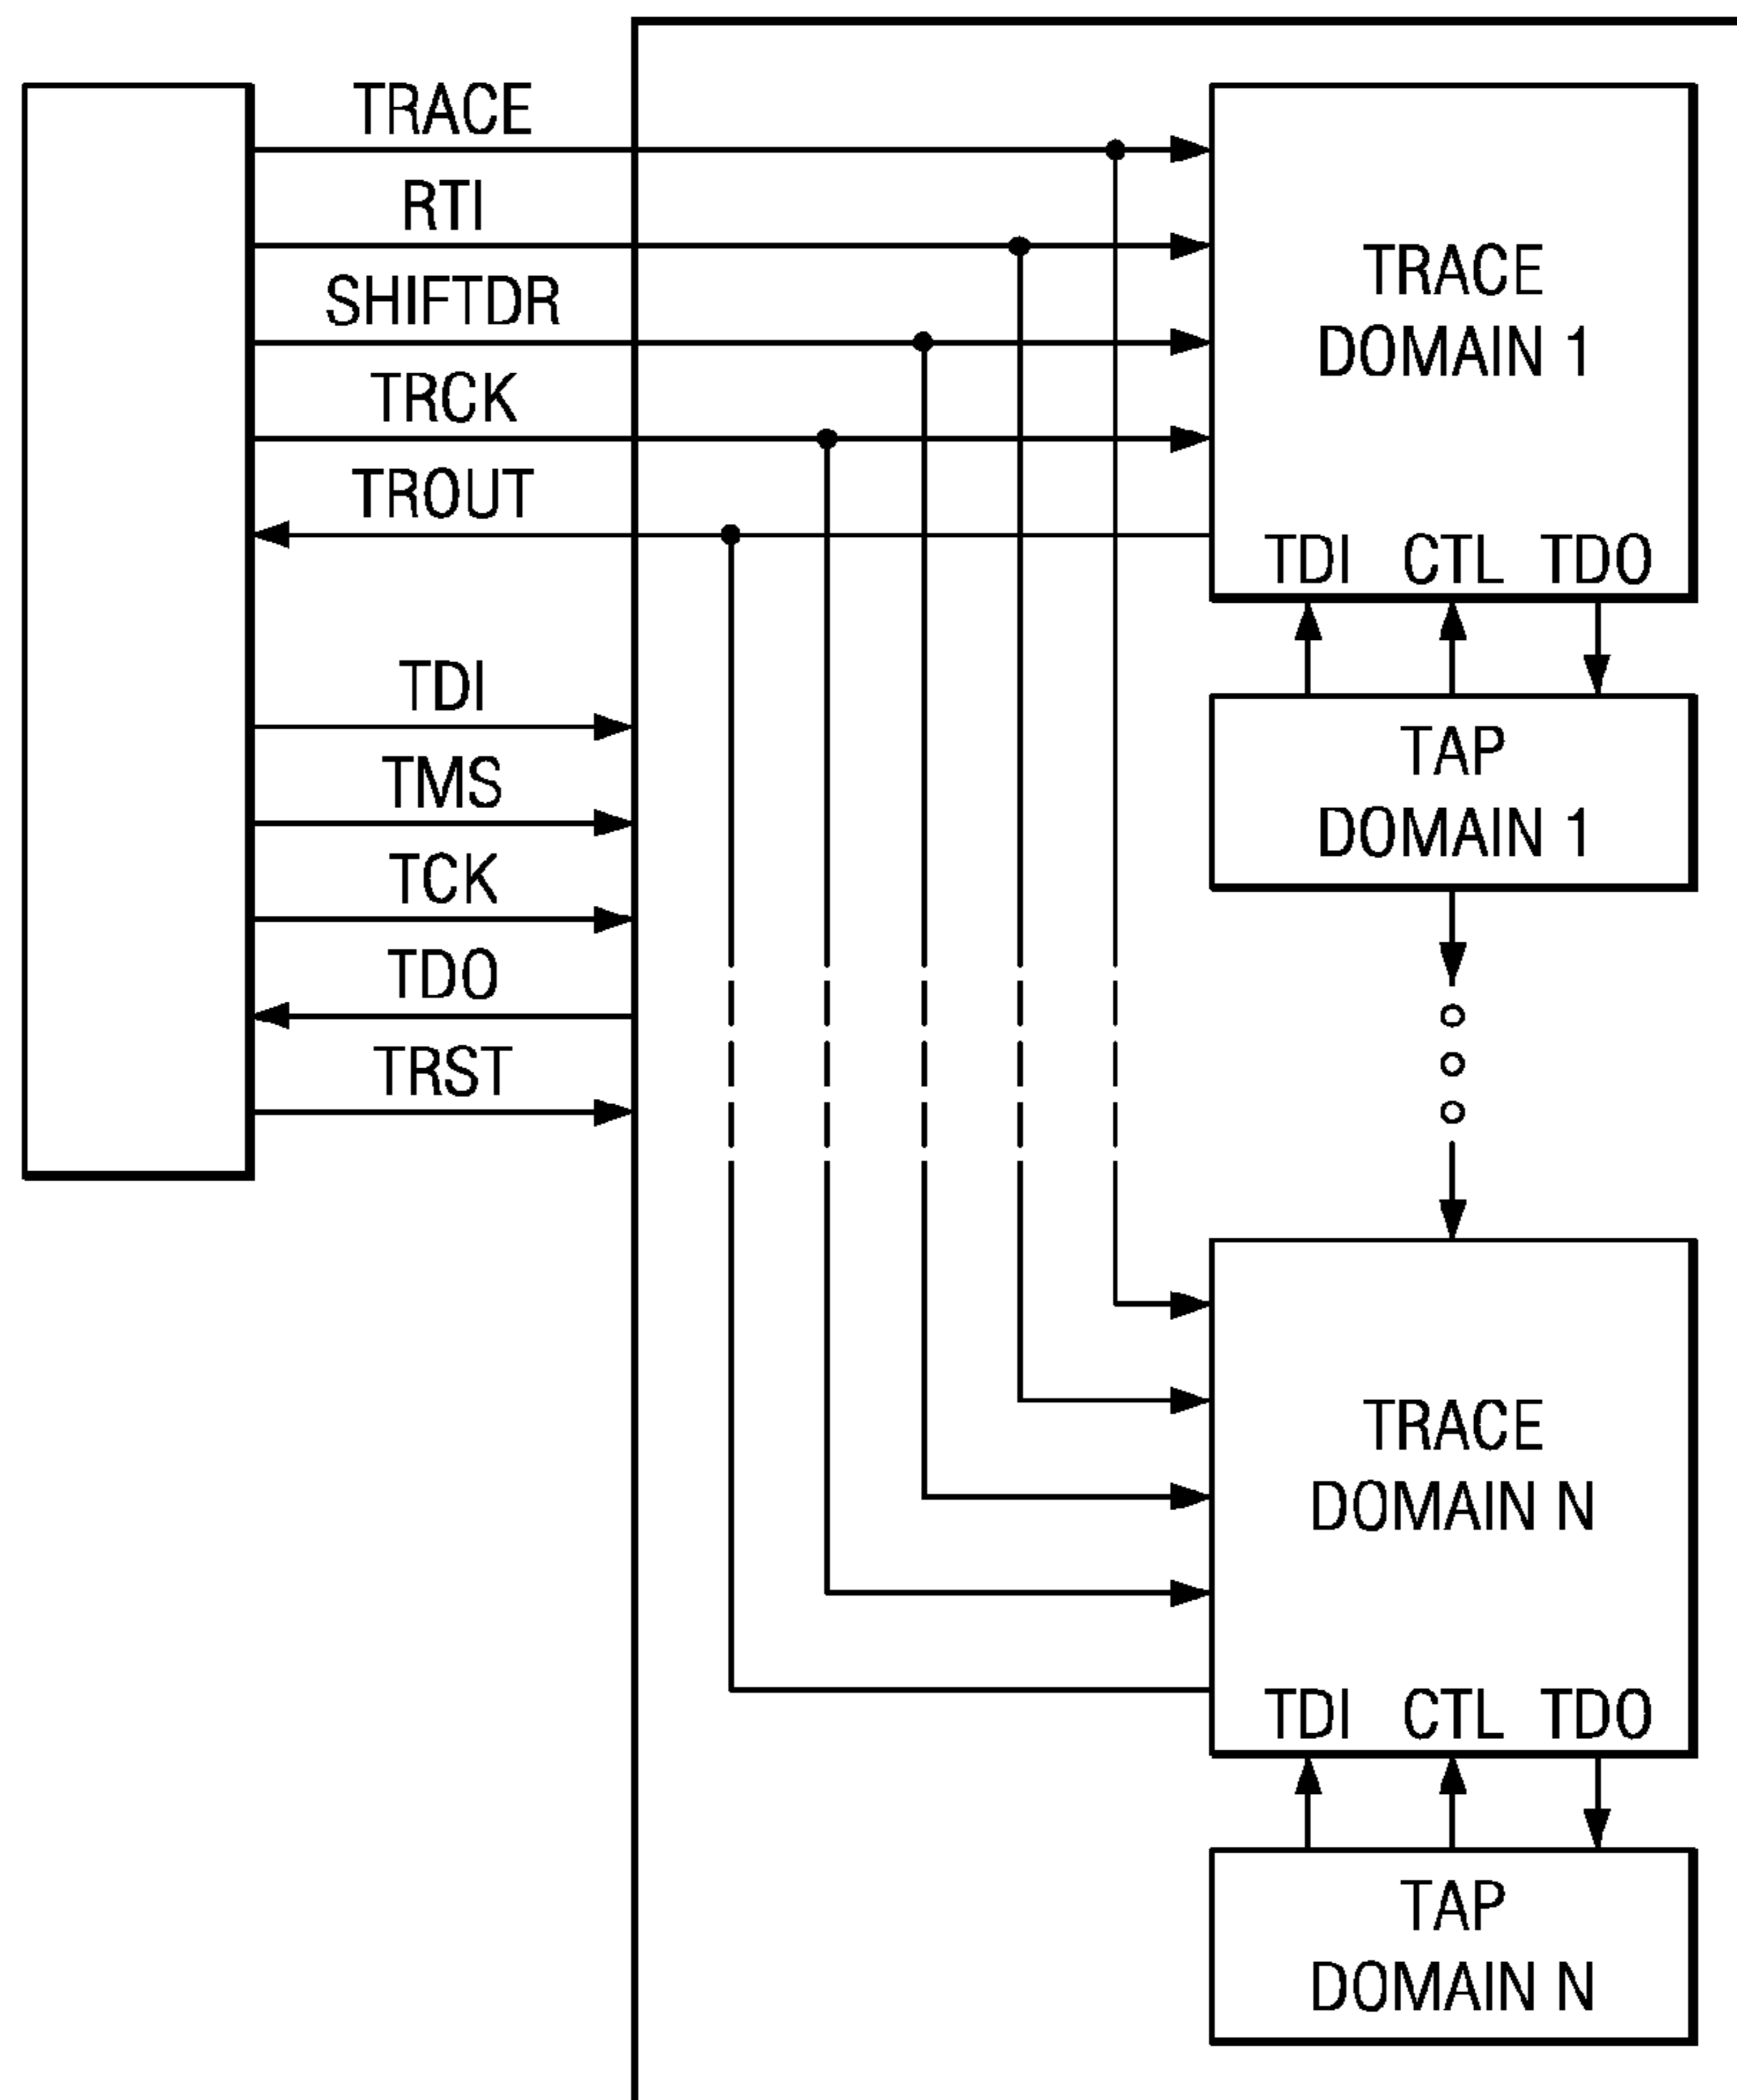 TRACE
RTI
SHIFTDR
TRCK
TROUT
TDI
TMS
TCK
TDO
TRST
TRACE
DOMAIN 1
TDI CTL TDO
TAP
DOMAIN 1
TRACE
DOMAIN N
TDI CTL TDO
TAP
DOMAIN N